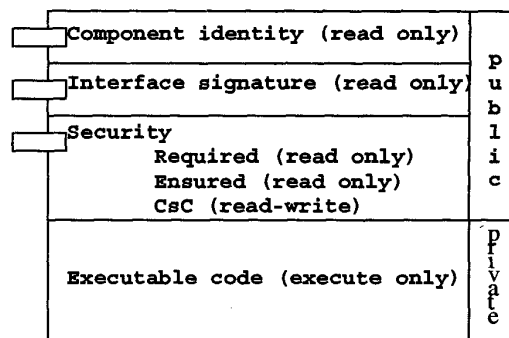 Component identity (read only)
Interface signature (read only)
Security
Required (read only)
Ensured (read only)
CsC (read-write)
public
Executable code (execute only)
private